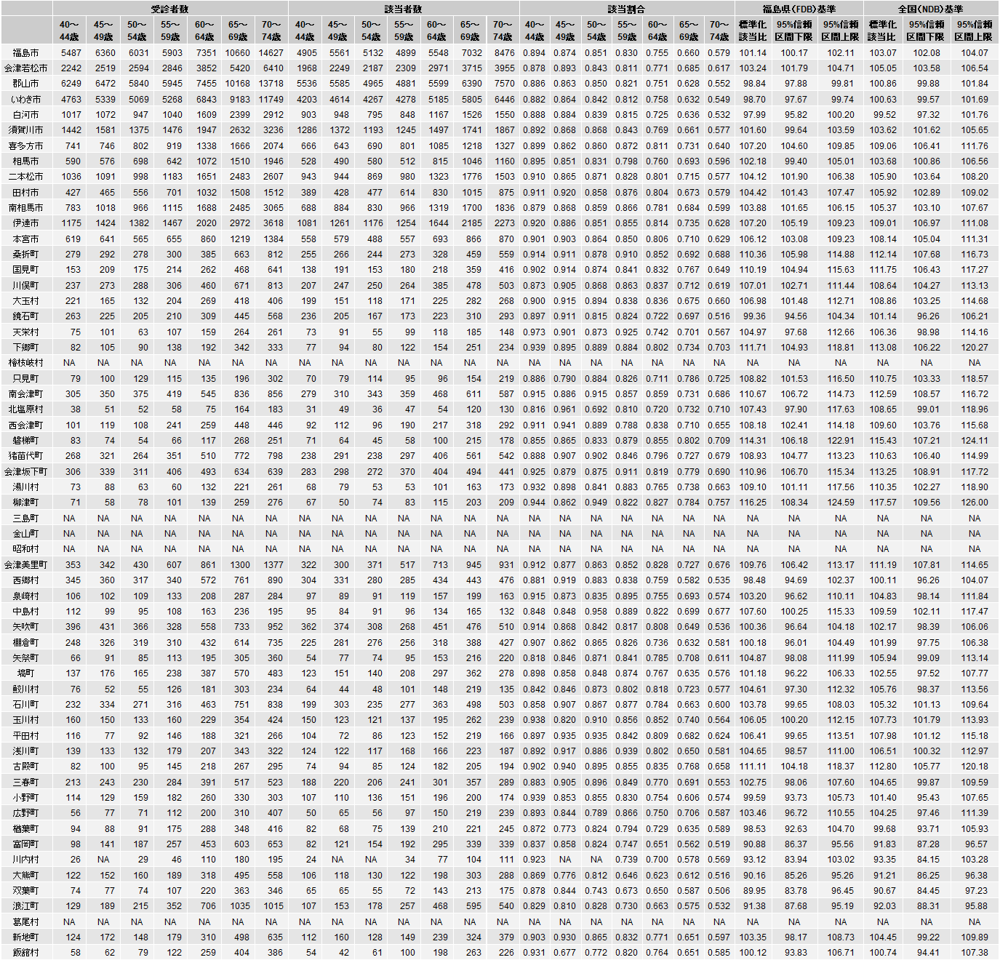 受診者数 該当者数 該当割合 福島県(FDB)基準 全国(NDB)基準
40～44歳 45～49歳 50～54歳 55～59歳 60～64歳 65～69歳 70～74歳 40～44歳 45～49歳 50～54歳 55～59歳 60～64歳 65～69歳 70～74歳 40～44歳 45～49歳 50～54歳 55～59歳 60～64歳 65～69歳 70～74歳 標準化該当比 95%信頼区間下限 95%信頼区間上限 標準化該当比 95%信頼区間下限 95%信頼区間上限
福島市 5487 6360 6031 5903 7351 10660 14627 4905 5561 5132 4899 5548 7032 8476 0.894 0.874 0.851 0.830 0.755 0.660 0.579 101.14 100.17 102.11 103.07 102.08 104.07
会津若松市 2242 2519 2594 2846 3852 5420 6410 1968 2249 2187 2309 2971 3715 3955 0.878 0.893 0.843 0.811 0.771 0.685 0.617 103.24 101.79 104.71 105.05 103.58 106.54
郡山市 6249 6472 5840 5945 7455 10168 13718 5536 5585 4965 4881 5599 6390 7570 0.886 0.863 0.850 0.821 0.751 0.628 0.552 98.84 97.88 99.81 100.86 99.88 101.84
いわき市 4763 5339 5069 5268 6843 9183 11749 4203 4614 4267 4278 5185 5805 6446 0.882 0.864 0.842 0.812 0.758 0.632 0.549 98.70 97.67 99.74 100.63 99.57 101.69
白河市 1017 1072 947 1040 1609 2399 2912 903 948 795 848 1167 1526 1550 0.888 0.884 0.839 0.815 0.725 0.636 0.532 97.99 95.82 100.20 99.52 97.32 101.76
須賀川市 1442 1581 1375 1476 1947 2632 3236 1286 1372 1193 1245 1497 1741 1867 0.892 0.868 0.868 0.843 0.769 0.661 0.577 101.60 99.64 103.59 103.62 101.62 105.65
喜多方市 741 746 802 919 1338 1666 2074 666 643 690 801 1085 1218 1327 0.899 0.862 0.860 0.872 0.811 0.731 0.640 107.20 104.60 109.85 109.06 106.41 111.76
相馬市 590 576 698 642 1072 1510 1946 528 490 580 512 815 1046 1160 0.895 0.851 0.831 0.798 0.760 0.693 0.596 102.18 99.40 105.01 103.68 100.86 106.56
二本松市 1036 1091 998 1183 1651 2483 2607 943 944 869 980 1323 1776 1503 0.910 0.865 0.871 0.828 0.801 0.715 0.577 104.12 101.90 106.38 105.90 103.64 108.20
田村市 427 465 556 701 1032 1508 1512 389 428 477 614 830 1015 875 0.911 0.920 0.858 0.876 0.804 0.673 0.579 104.42 101.43 107.47 105.92 102.89 109.02
南相馬市 783 1018 966 1115 1688 2485 3065 688 884 830 966 1319 1700 1836 0.879 0.868 0.859 0.866 0.781 0.684 0.599 103.88 101.65 106.15 105.37 103.10 107.67
伊達市 1175 1424 1382 1467 2020 2972 3618 1081 1261 1176 1254 1644 2185 2273 0.920 0.886 0.851 0.855 0.814 0.735 0.628 107.20 105.19 109.23 109.01 106.97 111.08
本宮市 619 641 565 655 860 1219 1384 558 579 488 557 693 866 870 0.901 0.903 0.864 0.850 0.806 0.710 0.629 106.12 103.08 109.23 108.14 105.04 111.31
桑折町 279 292 278 300 385 663 812 255 266 244 273 328 459 559 0.914 0.911 0.878 0.910 0.852 0.692 0.688 110.36 105.98 114.88 112.14 107.68 116.73
国見町 153 209 175 214 262 468 641 138 191 153 180 218 359 416 0.902 0.914 0.874 0.841 0.832 0.767 0.649 110.19 104.94 115.63 111.75 106.43 117.27
川俣町 237 273 288 306 460 671 813 207 247 250 264 385 478 503 0.873 0.905 0.868 0.863 0.837 0.712 0.619 107.01 102.71 111.44 108.64 104.27 113.13
大玉村 221 165 132 204 269 418 406 199 151 118 171 225 282 268 0.900 0.915 0.894 0.838 0.836 0.675 0.660 106.98 101.48 112.71 108.86 103.25 114.68
鏡石町 263 225 205 210 309 445 568 236 205 167 173 223 310 293 0.897 0.911 0.815 0.824 0.722 0.697 0.516 99.36 94.56 104.34 101.14 96.26 106.21
天栄村 75 101 63 107 159 264 261 73 91 55 99 118 185 148 0.973 0.901 0.873 0.925 0.742 0.701 0.567 104.97 97.68 112.66 106.36 98.98 114.16
下郷町 82 105 90 138 192 342 333 77 94 80 122 154 251 234 0.939 0.895 0.889 0.884 0.802 0.734 0.703 111.71 104.93 118.81 113.08 106.22 120.27
檜枝岐村 NA NA NA NA NA NA NA NA NA NA NA NA NA NA NA NA NA NA NA NA NA NA NA NA NA NA NA
只見町 79 100 129 115 135 196 302 70 79 114 95 96 154 219 0.886 0.790 0.884 0.826 0.711 0.786 0.725 108.82 101.53 116.50 110.75 103.33 118.57
南会津町 305 350 375 419 545 836 856 279 310 343 359 468 611 587 0.915 0.886 0.915 0.857 0.859 0.731 0.686 110.67 106.72 114.73 112.59 108.57 116.72
北塩原村 38 51 52 58 75 164 183 31 49 36 47 54 120 130 0.816 0.961 0.692 0.810 0.720 0.732 0.710 107.43 97.90 117.63 108.65 99.01 118.96
西会津町 101 119 108 241 259 448 446 92 112 96 190 217 318 292 0.911 0.941 0.889 0.788 0.838 0.710 0.655 108.18 102.41 114.18 109.60 103.76 115.68
磐梯町 83 74 54 66 117 268 251 71 64 45 58 100 215 178 0.855 0.865 0.833 0.879 0.855 0.802 0.709 114.31 106.18 122.91 115.43 107.21 124.11
猪苗代町 268 321 264 351 510 772 798 238 291 238 297 406 561 542 0.888 0.907 0.902 0.846 0.796 0.727 0.679 108.93 104.77 113.23 110.63 106.40 114.99
会津坂下町 306 339 311 406 493 634 639 283 298 272 370 404 494 441 0.925 0.879 0.875 0.911 0.819 0.779 0.690 110.96 106.70 115.34 113.25 108.91 117.72
湯川村 73 88 63 60 132 221 261 68 79 53 53 101 163 173 0.932 0.898 0.841 0.883 0.765 0.738 0.663 109.10 101.11 117.56 110.35 102.27 118.90
柳津町 71 58 78 101 139 259 276 67 50 74 83 115 203 209 0.944 0.862 0.949 0.822 0.827 0.784 0.757 116.25 108.34 124.59 117.57 109.56 126.00
三島町 NA NA NA NA NA NA NA NA NA NA NA NA NA NA NA NA NA NA NA NA NA NA NA NA NA NA NA
金山町 NA NA NA NA NA NA NA NA NA NA NA NA NA NA NA NA NA NA NA NA NA NA NA NA NA NA NA
昭和村 NA NA NA NA NA NA NA NA NA NA NA NA NA NA NA NA NA NA NA NA NA NA NA NA NA NA NA
会津美里町 353 342 430 607 861 1300 1377 322 300 371 517 713 945 931 0.912 0.877 0.863 0.852 0.828 0.727 0.676 109.76 106.42 113.17 111.19 107.81 114.65
西郷村 345 360 317 340 572 761 890 304 331 280 285 434 443 476 0.881 0.919 0.883 0.838 0.759 0.582 0.535 98.48 94.69 102.37 100.11 96.26 104.07
泉崎村 106 102 109 133 208 287 284 97 89 91 119 157 199 163 0.915 0.873 0.835 0.895 0.755 0.693 0.574 103.20 96.62 110.11 104.83 98.14 111.84
中島村 112 99 95 108 163 236 195 95 84 91 96 134 165 132 0.848 0.848 0.958 0.889 0.822 0.699 0.677 107.60 100.25 115.33 109.59 102.11 117.47
矢吹町 396 431 366 328 558 733 952 362 374 308 268 451 476 510 0.914 0.868 0.842 0.817 0.808 0.649 0.536 100.36 96.64 104.18 102.17 98.39 106.06
棚倉町 248 326 319 310 432 614 735 225 281 276 256 318 388 427 0.907 0.862 0.865 0.826 0.736 0.632 0.581 100.18 96.01 104.49 101.99 97.75 106.38
矢祭町 66 91 85 113 195 305 360 54 77 74 95 153 216 220 0.818 0.846 0.871 0.841 0.785 0.708 0.611 104.87 98.08 111.99 105.94 99.09 113.14
塙町 137 176 165 238 387 570 483 123 151 140 208 297 362 278 0.898 0.858 0.848 0.874 0.767 0.635 0.576 101.18 96.22 106.33 102.55 97.52 107.77
鮫川村 76 52 55 126 181 303 234 64 44 48 101 148 219 135 0.842 0.846 0.873 0.802 0.818 0.723 0.577 104.61 97.30 112.32 105.76 98.37 113.56
石川町 232 334 271 316 463 751 838 199 303 235 277 363 498 503 0.858 0.907 0.867 0.877 0.784 0.663 0.600 103.78 99.65 108.03 105.32 101.13 109.64
玉川村 160 150 133 160 229 354 424 150 123 121 137 195 262 239 0.938 0.820 0.910 0.856 0.852 0.740 0.564 106.05 100.20 112.15 107.73 101.79 113.93
平田村 116 77 92 146 188 321 266 104 72 86 123 152 219 166 0.897 0.935 0.935 0.842 0.809 0.682 0.624 106.41 99.65 113.51 107.98 101.12 115.18
浅川町 139 133 132 179 207 343 322 124 122 117 168 166 223 187 0.892 0.917 0.886 0.939 0.802 0.650 0.581 104.65 98.57 111.00 106.51 100.32 112.97
古殿町 82 100 95 145 218 267 295 74 94 85 124 182 205 194 0.902 0.940 0.895 0.855 0.835 0.768 0.658 111.11 104.18 118.37 112.80 105.77 120.18
三春町 213 243 230 284 391 517 523 188 220 206 241 301 357 289 0.883 0.905 0.896 0.849 0.770 0.691 0.553 102.75 98.06 107.60 104.65 99.87 109.59
小野町 114 129 159 182 260 330 303 107 110 136 151 196 200 174 0.939 0.853 0.855 0.830 0.754 0.606 0.574 99.59 93.73 105.73 101.40 95.43 107.65
広野町 56 77 71 112 200 310 407 50 65 56 97 150 219 239 0.893 0.844 0.789 0.866 0.750 0.706 0.587 103.46 96.72 110.55 104.25 97.46 111.39
楢葉町 94 88 91 175 288 348 416 82 68 75 139 210 221 245 0.872 0.773 0.824 0.794 0.729 0.635 0.589 98.53 92.63 104.70 99.68 93.71 105.93
富岡町 98 141 187 257 453 603 653 82 121 154 192 295 339 339 0.837 0.858 0.824 0.747 0.651 0.562 0.519 90.88 86.37 95.56 91.83 87.28 96.57
川内村 26 NA 29 46 110 180 195 24 NA NA 34 77 104 111 0.923 NA NA 0.739 0.700 0.578 0.569 93.12 83.94 103.02 93.35 84.15 103.28
大熊町 122 152 160 189 318 495 558 106 118 130 122 198 303 288 0.869 0.776 0.812 0.646 0.623 0.612 0.516 90.16 85.26 95.26 91.21 86.25 96.38
双葉町 74 77 74 107 220 363 346 65 65 55 72 143 213 175 0.878 0.844 0.743 0.673 0.650 0.587 0.506 89.95 83.78 96.45 90.67 84.45 97.23
浪江町 129 189 215 352 706 1035 1015 107 153 178 257 468 595 540 0.829 0.810 0.828 0.730 0.663 0.575 0.532 91.38 87.68 95.19 92.03 88.31 95.88
葛尾村 NA NA NA NA NA NA NA NA NA NA NA NA NA NA NA NA NA NA NA NA NA NA NA NA NA NA NA
新地町 124 172 148 179 310 498 635 112 160 128 149 239 324 379 0.903 0.930 0.865 0.832 0.771 0.651 0.597 103.35 98.17 108.73 104.45 99.22 109.89
飯舘村 58 62 79 122 259 404 386 54 42 61 100 198 263 226 0.931 0.677 0.772 0.820 0.764 0.651 0.585 100.12 93.83 106.71 100.74 94.41 107.38